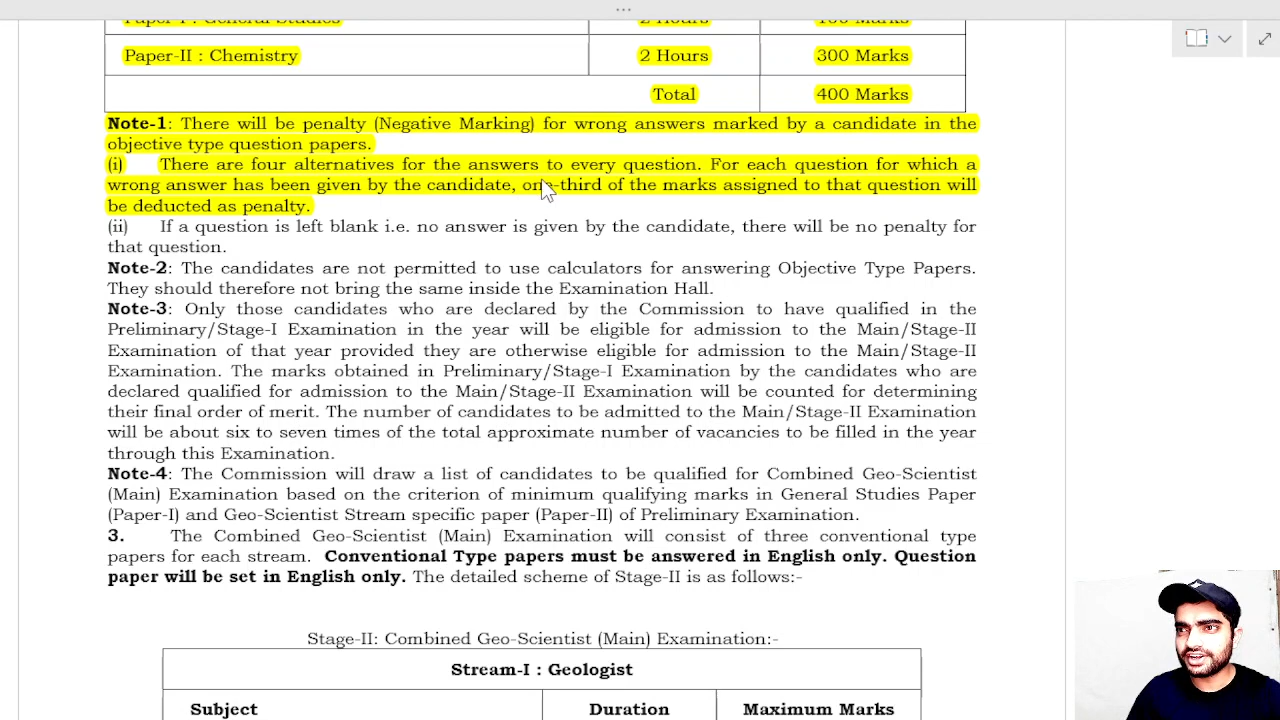 Paper-I : General Studies 2 Hours 100 Marks
Paper-II : Chemistry 2 Hours 300 Marks
Total 400 Marks
Note-1: There will be penalty (Negative Marking) for wrong answers marked by a candidate in the
objective type question papers.
(i) There are four alternatives for the answers to every question. For each question for which a
wrong answer has been given by the candidate, one-third of the marks assigned to that question will
be deducted as penalty.
(ii) If a question is left blank i.e. no answer is given by the candidate, there will be no penalty for
that question.
Note-2: The candidates are not permitted to use calculators for answering Objective Type Papers.
They should therefore not bring the same inside the Examination Hall.
Note-3: Only those candidates who are declared by the Commission to have qualified in the
Preliminary/Stage-I Examination in the year will be eligible for admission to the Main/Stage-II
Examination of that year provided they are otherwise eligible for admission to the Main/Stage-II
Examination. The marks obtained in Preliminary/Stage-I Examination by the candidates who are
declared qualified for admission to the Main/Stage-II Examination will be counted for determining
their final order of merit. The number of candidates to be admitted to the Main/Stage-II Examination
will be about six to seven times of the total approximate number of vacancies to be filled in the year
through this Examination.
Note-4: The Commission will draw a list of candidates to be qualified for Combined Geo-Scientist
(Main) Examination based on the criterion of minimum qualifying marks in General Studies Paper
(Paper-I) and Geo-Scientist Stream specific paper (Paper-II) of Preliminary Examination.
3. The Combined Geo-Scientist (Main) Examination will consist of three conventional type
papers for each stream. Conventional Type papers must be answered in English only. Question
paper will be set in English only. The detailed scheme of Stage-II is as follows:-
Stage-II: Combined Geo-Scientist (Main) Examination:-
Stream-I : Geologist
Subject Duration Maximum Marks